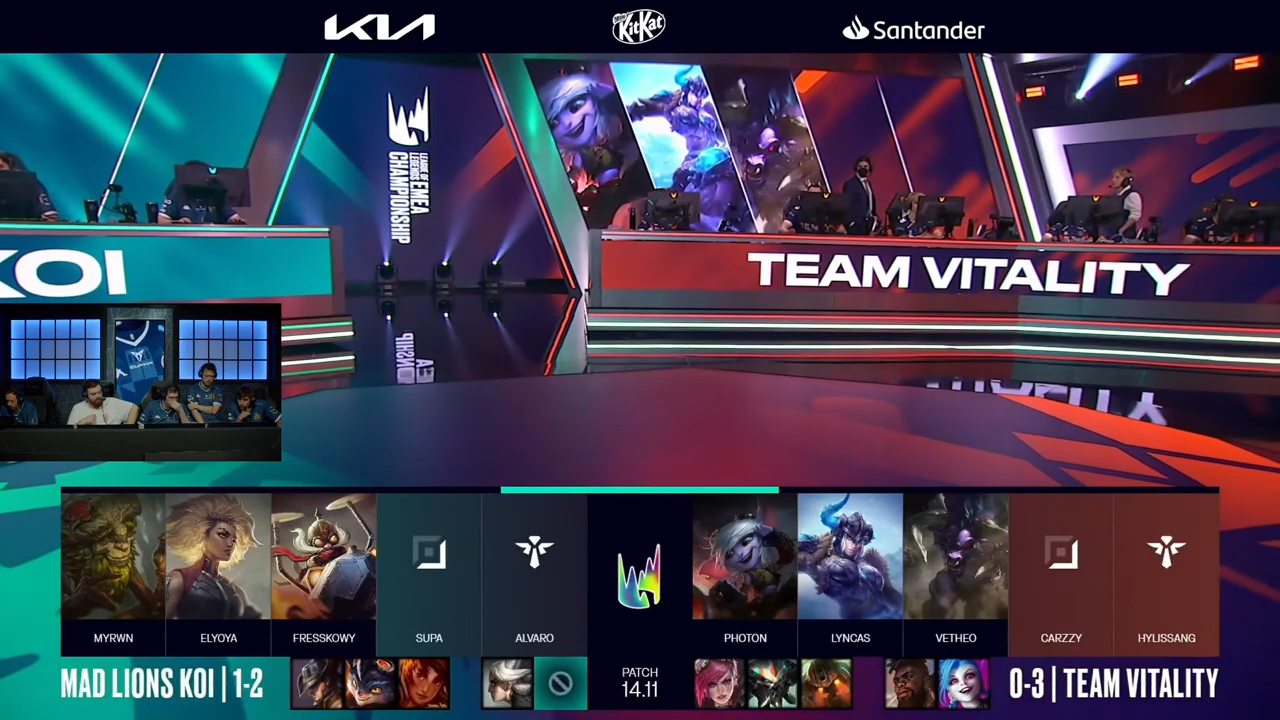 KIA
Nestlé KitKat
Santander
LEAGUE OF LEGENDS
EMEA
CHAMPIONSHIP
KOI
TEAM VITALITY
MYRWN
ELYOYA
FRESSKOWY
SUPA
ALVARO
PHOTON
LYNCAS
VETHEO
CARZZY
HYLISSANG
MAD LIONS KOI | 1-2
PATCH
14.11
0-3 | TEAM VITALITY